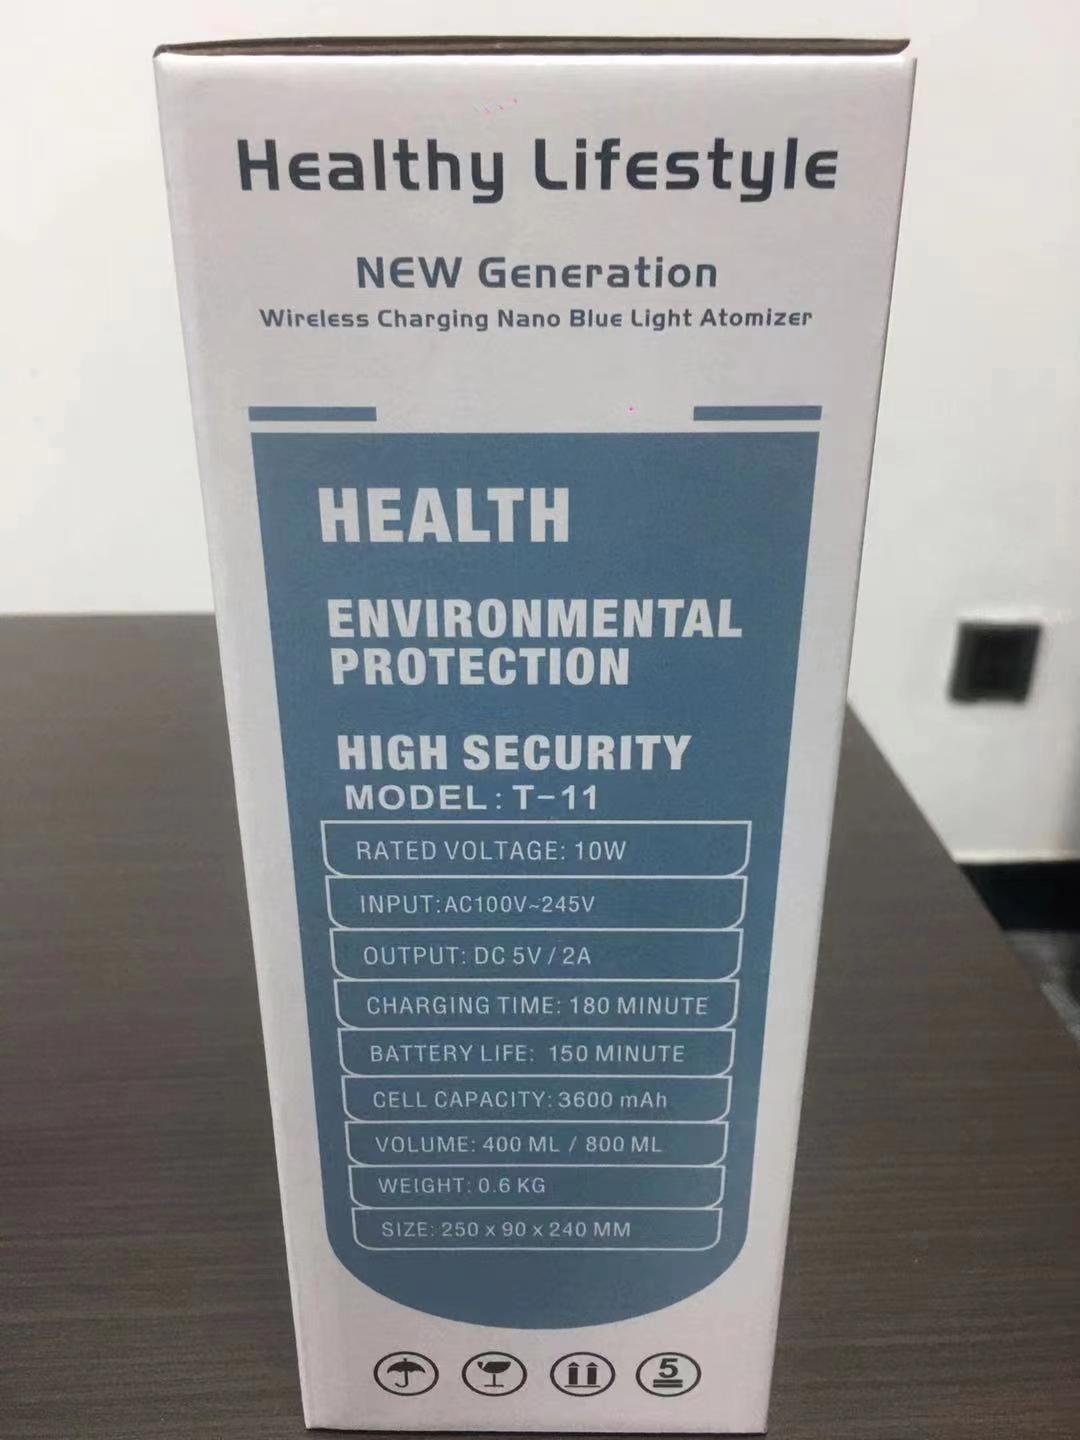 Healthy Lifestyle
NEW Generation
Wireless Charging Nano Blue Light Atomizer
HEALTH
ENVIRONMENTAL
PROTECTION
HIGH SECURITY
MODEL: T-11
RATED VOLTAGE: 10W
INPUT:AC100V~245V
OUTPUT: DC 5V / 2A
CHARGING TIME: 180 MINUTE
BATTERY LIFE: 150 MINUTE
CELL CAPACITY: 3600 mAh
VOLUME: 400 ML / 800 ML
WEIGHT: 0.6 KG
SIZE: 250 x 90 x 240 MM
5